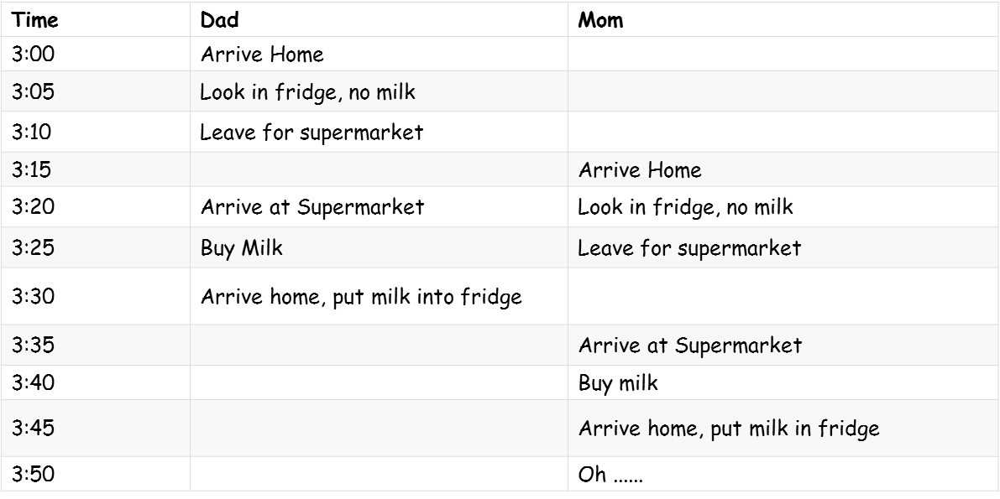 Time Dad Mom
3:00 Arrive Home
3:05 Look in fridge, no milk
3:10 Leave for supermarket
3:15 Arrive Home
3:20 Arrive at Supermarket Look in fridge, no milk
3:25 Buy Milk Leave for supermarket
3:30 Arrive home, put milk into fridge
3:35 Arrive at Supermarket
3:40 Buy milk
3:45 Arrive home, put milk in fridge
3:50 Oh ......